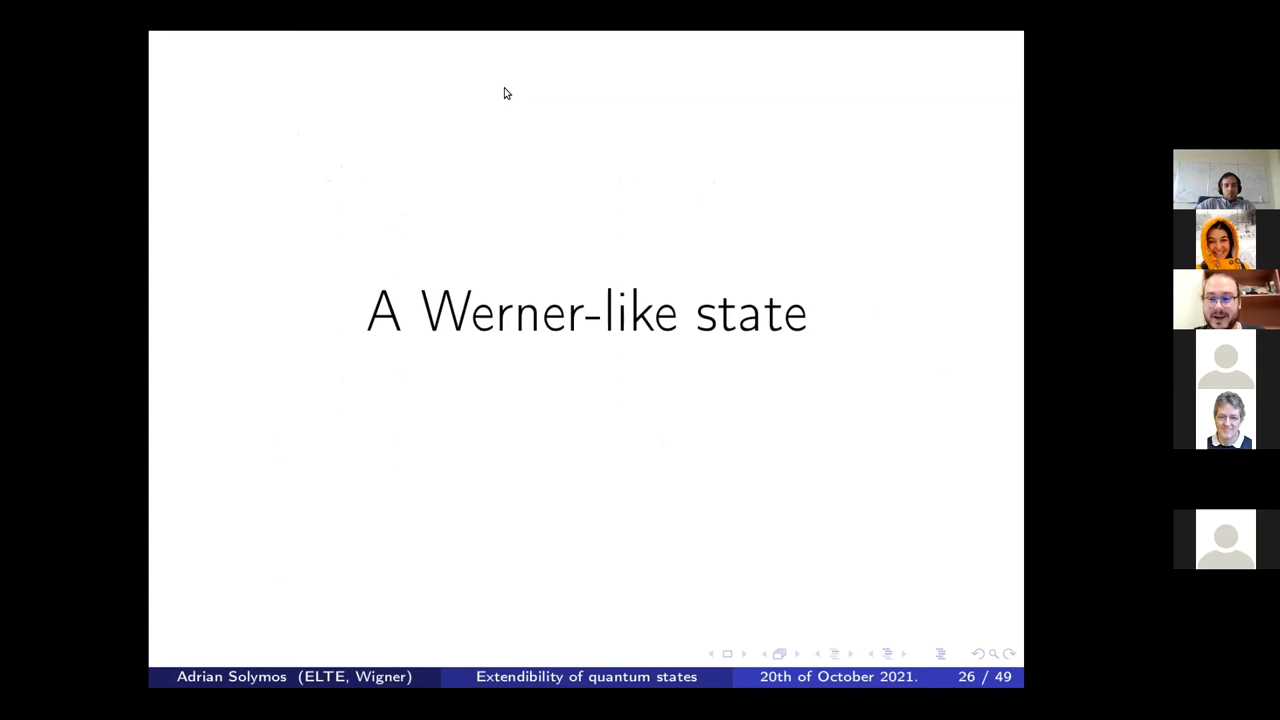 A Werner-like state
Adrian Solymos (ELTE, Wigner) Extendibility of quantum states 20th of October 2021. 26 / 49